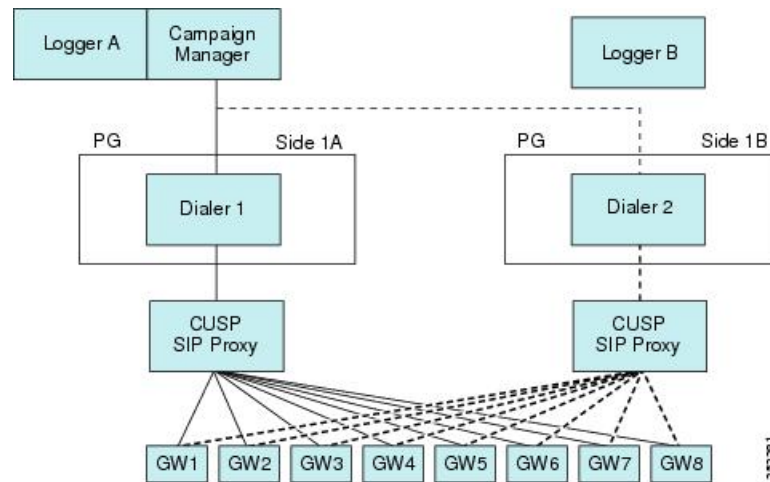 Logger A
Campaign
Manager
Logger B
PG
Side 1A
PG
Side 1B
Dialer 1
Dialer 2
CUSP
SIP Proxy
CUSP
SIP Proxy
GW1
GW2
GW3
GW4
GW5
GW6
GW7
GW8